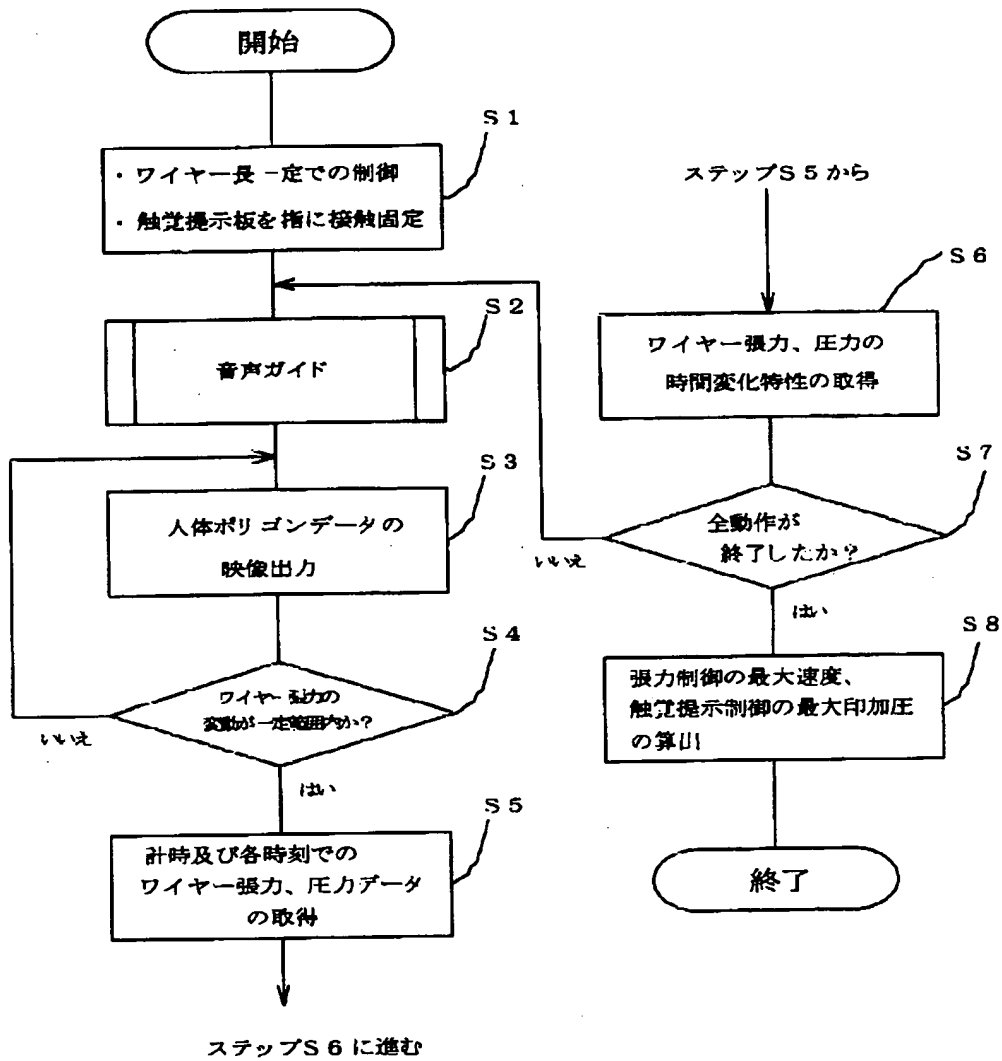 開始
S1
・ワイヤー長一定での制御
・触覚提示板を指に接触固定
S2
音声ガイド
S3
人体ポリゴンデータの
映像出力
S4
ワイヤー張力の
変動が一定範囲内か？
いいえ
はい
S5
計時及び各時刻での
ワイヤー張力、圧力データ
の取得
ステップS6に進む
ステップS5から
S6
ワイヤー張力、圧力の
時間変化特性の取得
S7
全動作が
終了したか？
いいえ
はい
S8
張力制御の最大速度、
触覚提示制御の最大印加圧
の算出
終了